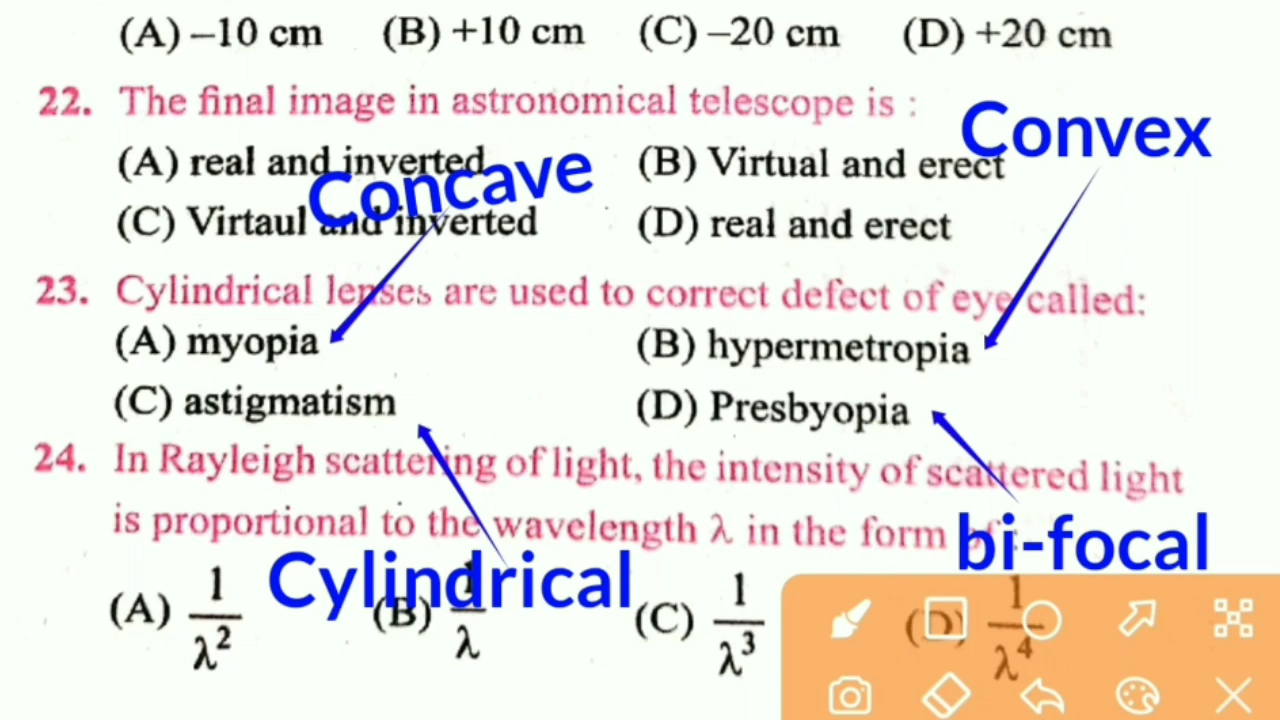 (A) –10 cm (B) +10 cm (C) –20 cm (D) +20 cm
22. The final image in astronomical telescope is :
Convex
(A) real and inverted (B) Virtual and erect
Concave
(C) Virtaul and inverted (D) real and erect
23. Cylindrical lenses are used to correct defect of eye called:
(A) myopia (B) hypermetropia
(C) astigmatism (D) Presbyopia
24. In Rayleigh scattering of light, the intensity of scattered light
is proportional to the wavelength λ in the form
bi-focal
Cylindrical
(A) 1/λ² (B) 1/λ (C) 1/λ³ (D) 1/λ⁴